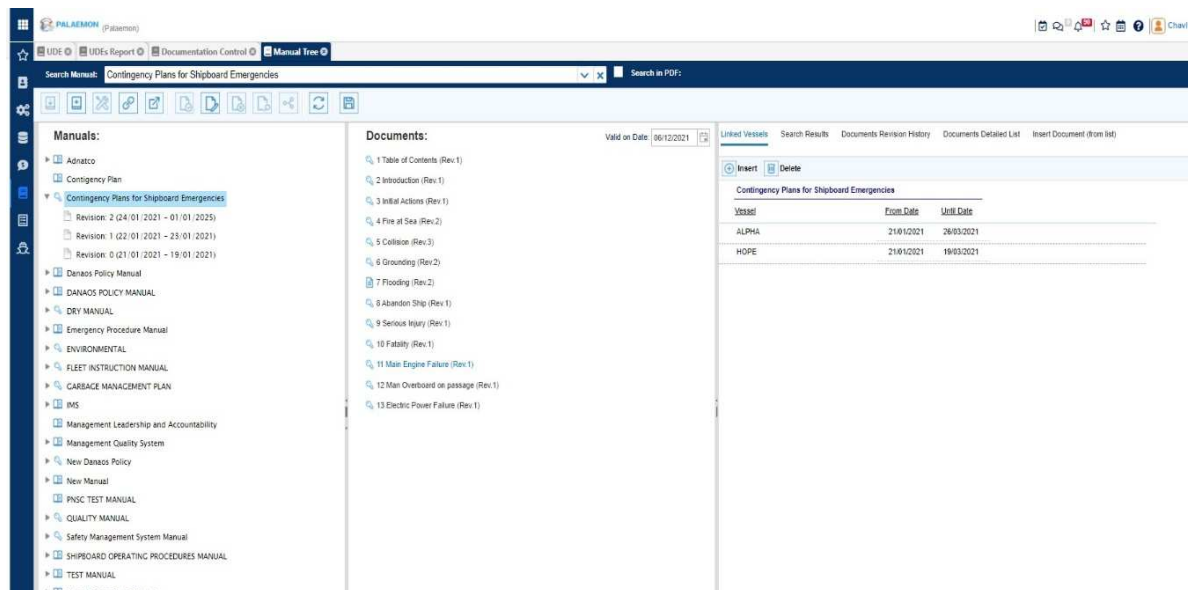 PALAEMON (Palaemon)
Chavi
UDE UDEs Report Documentation Control Manual Tree
Search Manual: Contingency Plans for Shipboard Emergencies Search in PDF:
Manuals:
Adnatco
Contigency Plan
Contingency Plans for Shipboard Emergencies
Revision: 2 (24/01/2021 - 01/01/2025)
Revision: 1 (22/01/2021 - 23/01/2021)
Revision: 0 (21/01/2021 - 19/01/2021)
Danaos Policy Manual
DANAOS POLICY MANUAL
DRY MANUAL
Emergency Procedure Manual
ENVIRONMENTAL
FLEET INSTRUCTION MANUAL
GARBAGE MANAGEMENT PLAN
IMS
Management Leadership and Accountability
Management Quality System
New Danaos Policy
New Manual
PNSC TEST MANUAL
QUALITY MANUAL
Safety Management System Manual
SHIPBOARD OPERATING PROCEDURES MANUAL
TEST MANUAL
Documents:
Valid on Date: 06/12/2021
1 Table of Contents (Rev.1)
2 Introduction (Rev.1)
3 Initial Actions (Rev.1)
4 Fire at Sea (Rev.2)
5 Collision (Rev.3)
6 Grounding (Rev.2)
7 Flooding (Rev.2)
8 Abandon Ship (Rev.1)
9 Serious Injury (Rev.1)
10 Fatality (Rev.1)
11 Main Engine Failure (Rev.1)
12 Man Overboard on passage (Rev.1)
13 Electric Power Failure (Rev.1)
Linked Vessels Search Results Documents Revision History Documents Detailed List Insert Document (from list)
Insert Delete
Contingency Plans for Shipboard Emergencies
Vessel From Date Until Date
ALPHA 21/01/2021 26/03/2021
HOPE 21/01/2021 19/03/2021